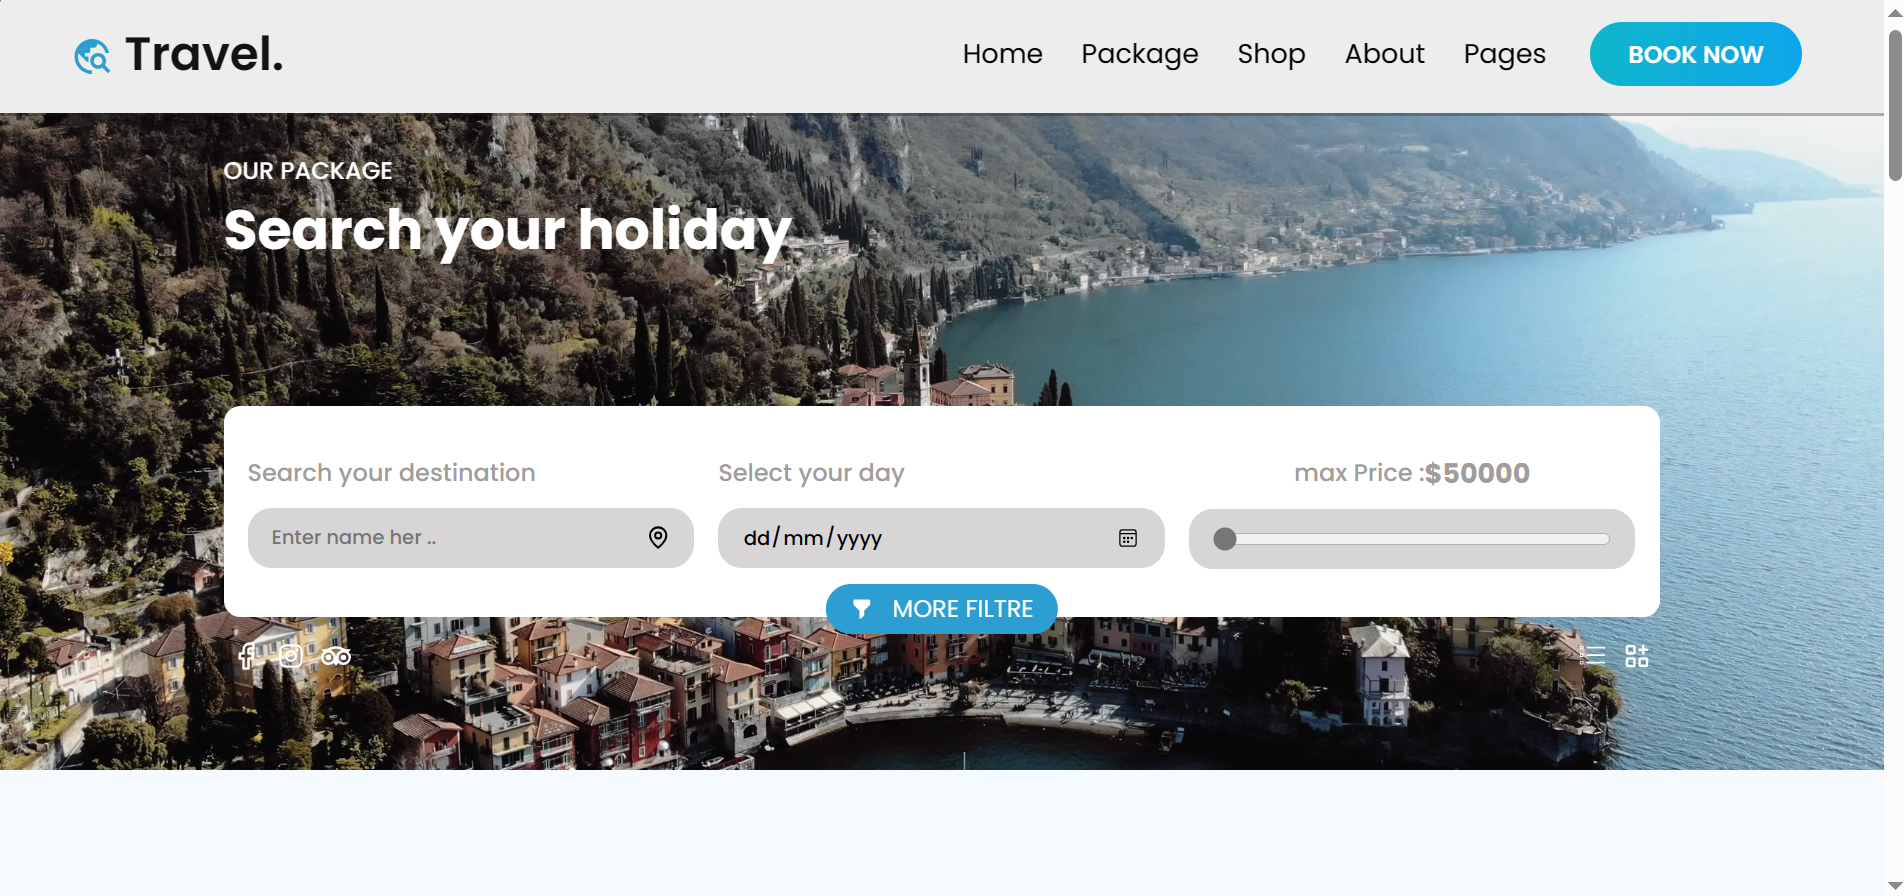 Travel.
Home Package Shop About Pages BOOK NOW
OUR PACKAGE
Search your holiday
Search your destination
Select your day
max Price :$50000
Enter name her ..
dd/mm/yyyy
MORE FILTRE